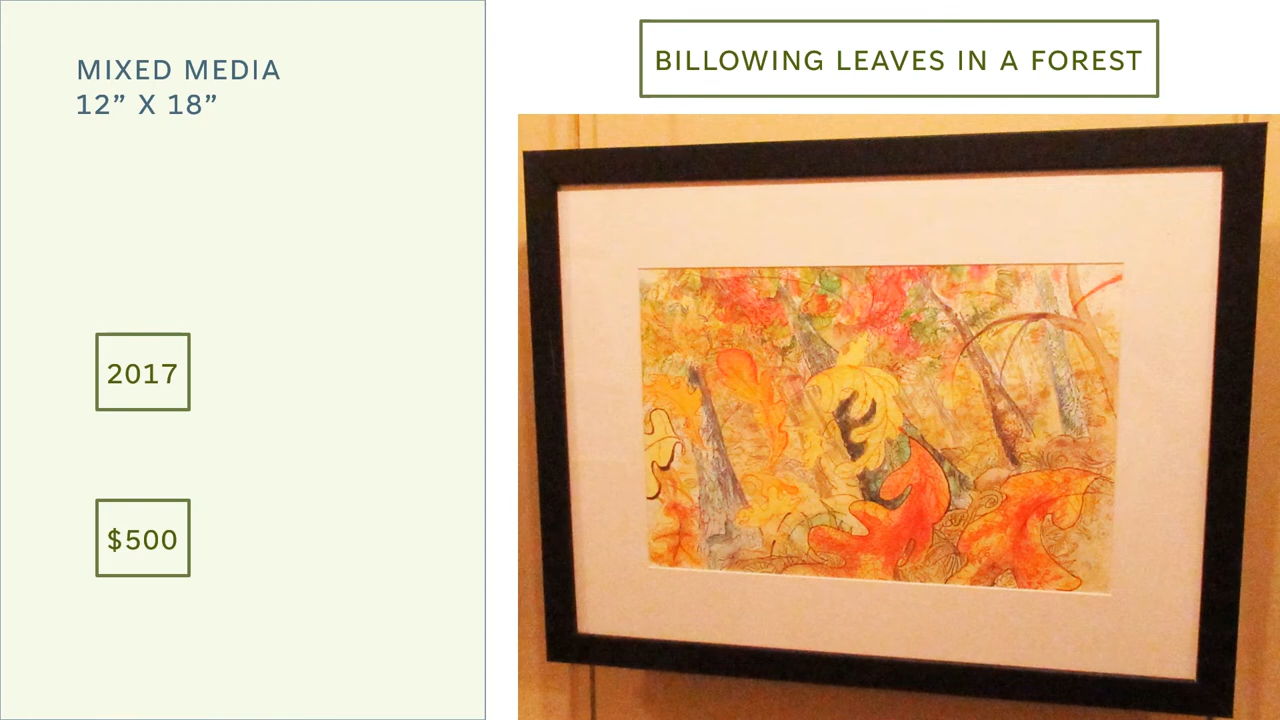 MIXED MEDIA
12” X 18”
2017
$500
BILLOWING LEAVES IN A FOREST